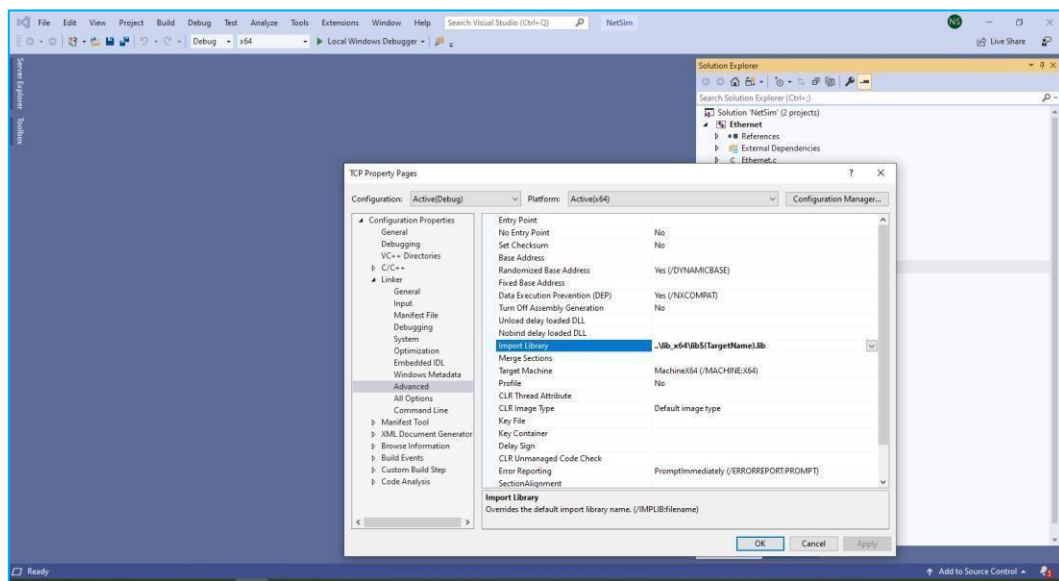 File Edit View Project Build Debug Test Analyze Tools Extensions Window Help Search Visual Studio (Ctrl+Q) NetSim NS
Debug x64 Local Windows Debugger Live Share
Server Explorer
Toolbox
Solution Explorer
Search Solution Explorer (Ctrl+;)
Solution 'NetSim' (2 projects)
Ethernet
References
External Dependencies
Ethernet.c
TCP Property Pages ? ×
Configuration: Active(Debug) Platform: Active(x64) Configuration Manager...
Configuration Properties
General
Debugging
VC++ Directories
C/C++
Linker
General
Input
Manifest File
Debugging
System
Optimization
Embedded IDL
Windows Metadata
Advanced
All Options
Command Line
Manifest Tool
XML Document Generator
Browse Information
Build Events
Custom Build Step
Code Analysis
Entry Point
No Entry Point No
Set Checksum No
Base Address
Randomized Base Address Yes (/DYNAMICBASE)
Fixed Base Address
Data Execution Prevention (DEP) Yes (/NXCOMPAT)
Turn Off Assembly Generation No
Unload delay loaded DLL
Nobind delay loaded DLL
Import Library ..\lib_x64\lib$(TargetName).lib
Merge Sections
Target Machine MachineX64 (/MACHINE:X64)
Profile No
CLR Thread Attribute
CLR Image Type Default image type
Key File
Key Container
Delay Sign
CLR Unmanaged Code Check
Error Reporting PromptImmediately (/ERRORREPORT:PROMPT)
SectionAlignment
Import Library
Overrides the default import library name. (/IMPLIB:filename)
OK Cancel Apply
Ready Add to Source Control